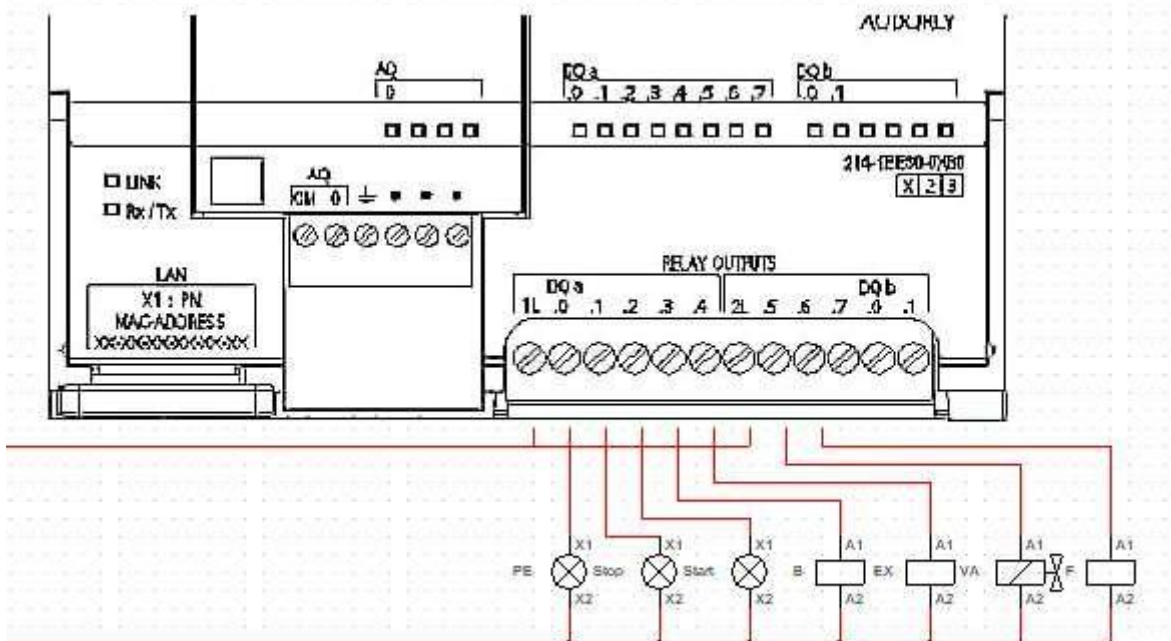 AQ
0
DQ a
.0 .1 .2 .3 .4 .5 .6 .7
DQ b
.0 .1
LINK
Rx / Tx
AQ
0
X 2 3
LAN
X1 : PN
MAC-ADDRESS
RELAY OUTPUTS
DQ a
DQ b
1L .0 .1 .2 .3 .4 2L .5 .6 .7 .0 .1
X1 X1 X1 A1 A1 A1 A1
PE Stop Start B EX VA F
X2 X2 X2 A2 A2 A2 A2